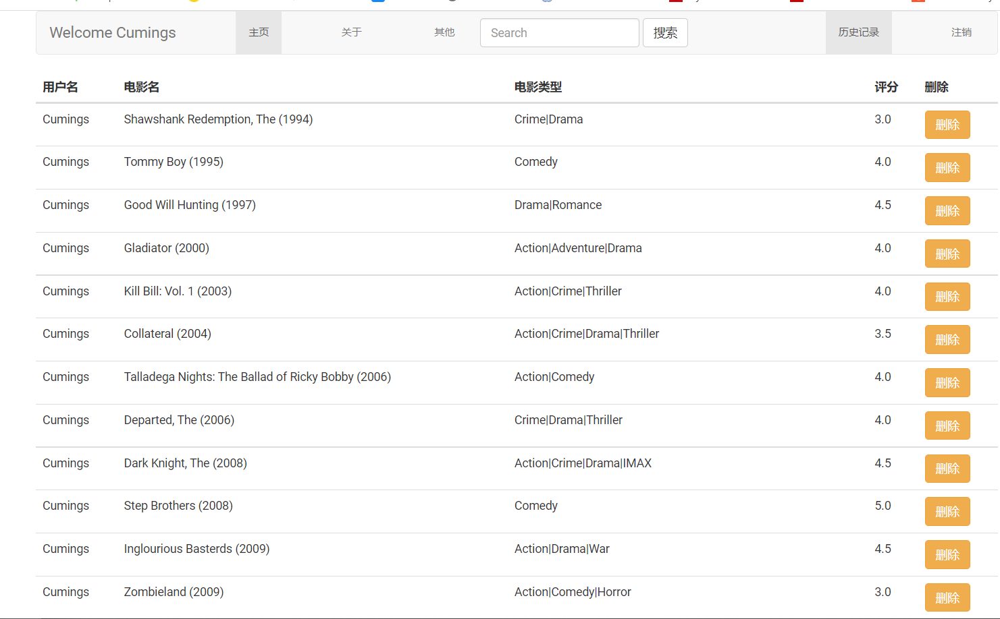 Welcome Cumings 主页 关于 其他 Search 搜索 历史记录 注销
用户名 电影名 电影类型 评分 删除
Cumings Shawshank Redemption, The (1994) Crime|Drama 3.0 删除
Cumings Tommy Boy (1995) Comedy 4.0 删除
Cumings Good Will Hunting (1997) Drama|Romance 4.5 删除
Cumings Gladiator (2000) Action|Adventure|Drama 4.0 删除
Cumings Kill Bill: Vol. 1 (2003) Action|Crime|Thriller 4.0 删除
Cumings Collateral (2004) Action|Crime|Drama|Thriller 3.5 删除
Cumings Talladega Nights: The Ballad of Ricky Bobby (2006) Action|Comedy 4.0 删除
Cumings Departed, The (2006) Crime|Drama|Thriller 4.0 删除
Cumings Dark Knight, The (2008) Action|Crime|Drama|IMAX 4.5 删除
Cumings Step Brothers (2008) Comedy 5.0 删除
Cumings Inglourious Basterds (2009) Action|Drama|War 4.5 删除
Cumings Zombieland (2009) Action|Comedy|Horror 3.0 删除